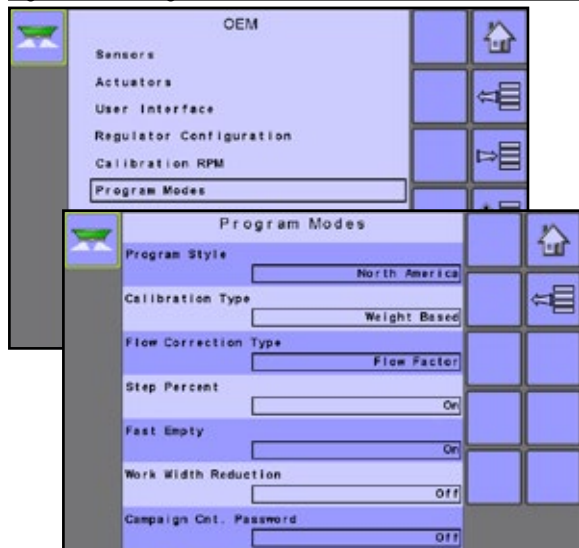 OEM
Sensors
Actuators
User Interface
Regulator Configuration
Calibration RPM
Program Modes
Program Modes
Program Style
North America
Calibration Type
Weight Based
Flow Correction Type
Flow Factor
Step Percent
On
Fast Empty
On
Work Width Reduction
Off
Campaign Cnt. Password
Off